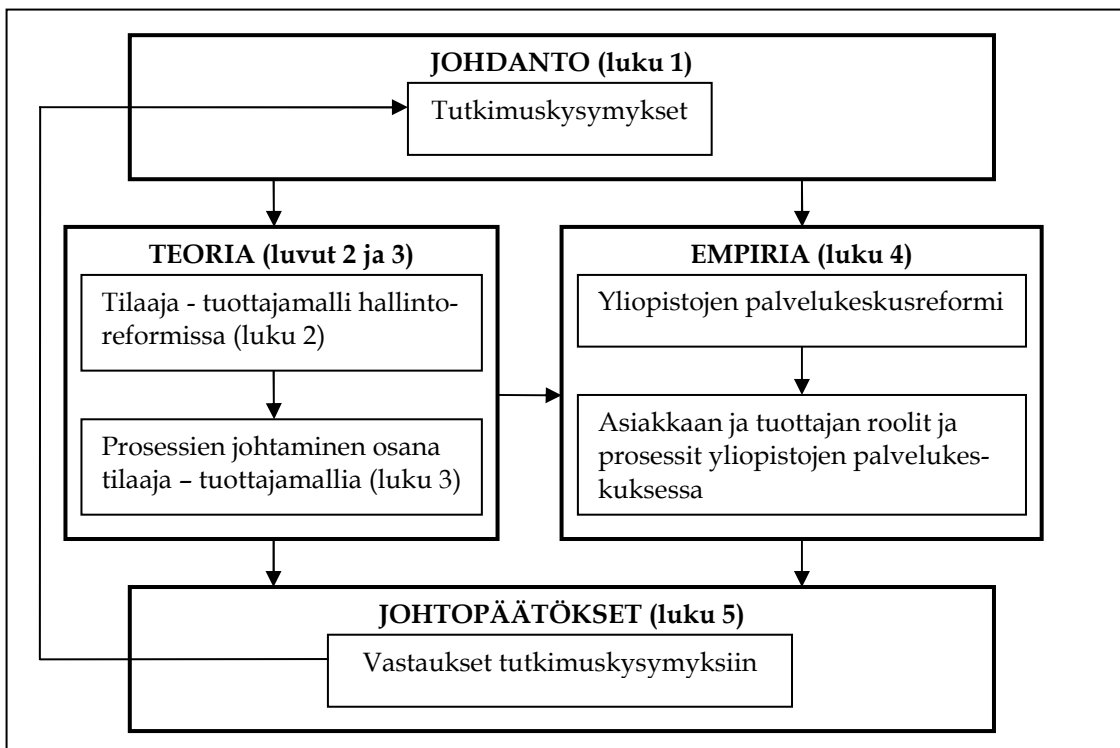 JOHDANTO (luku 1)
Tutkimuskysymykset
TEORIA (luvut 2 ja 3)
Tilaaja - tuottajamalli hallinto-
reformissa (luku 2)
Prosessien johtaminen osana
tilaaja – tuottajamallia (luku 3)
EMPIRIA (luku 4)
Yliopistojen palvelukeskusreformi
Asiakkaan ja tuottajan roolit ja
prosessit yliopistojen palvelukes-
kuksessa
JOHTOPÄÄTÖKSET (luku 5)
Vastaukset tutkimuskysymyksiin